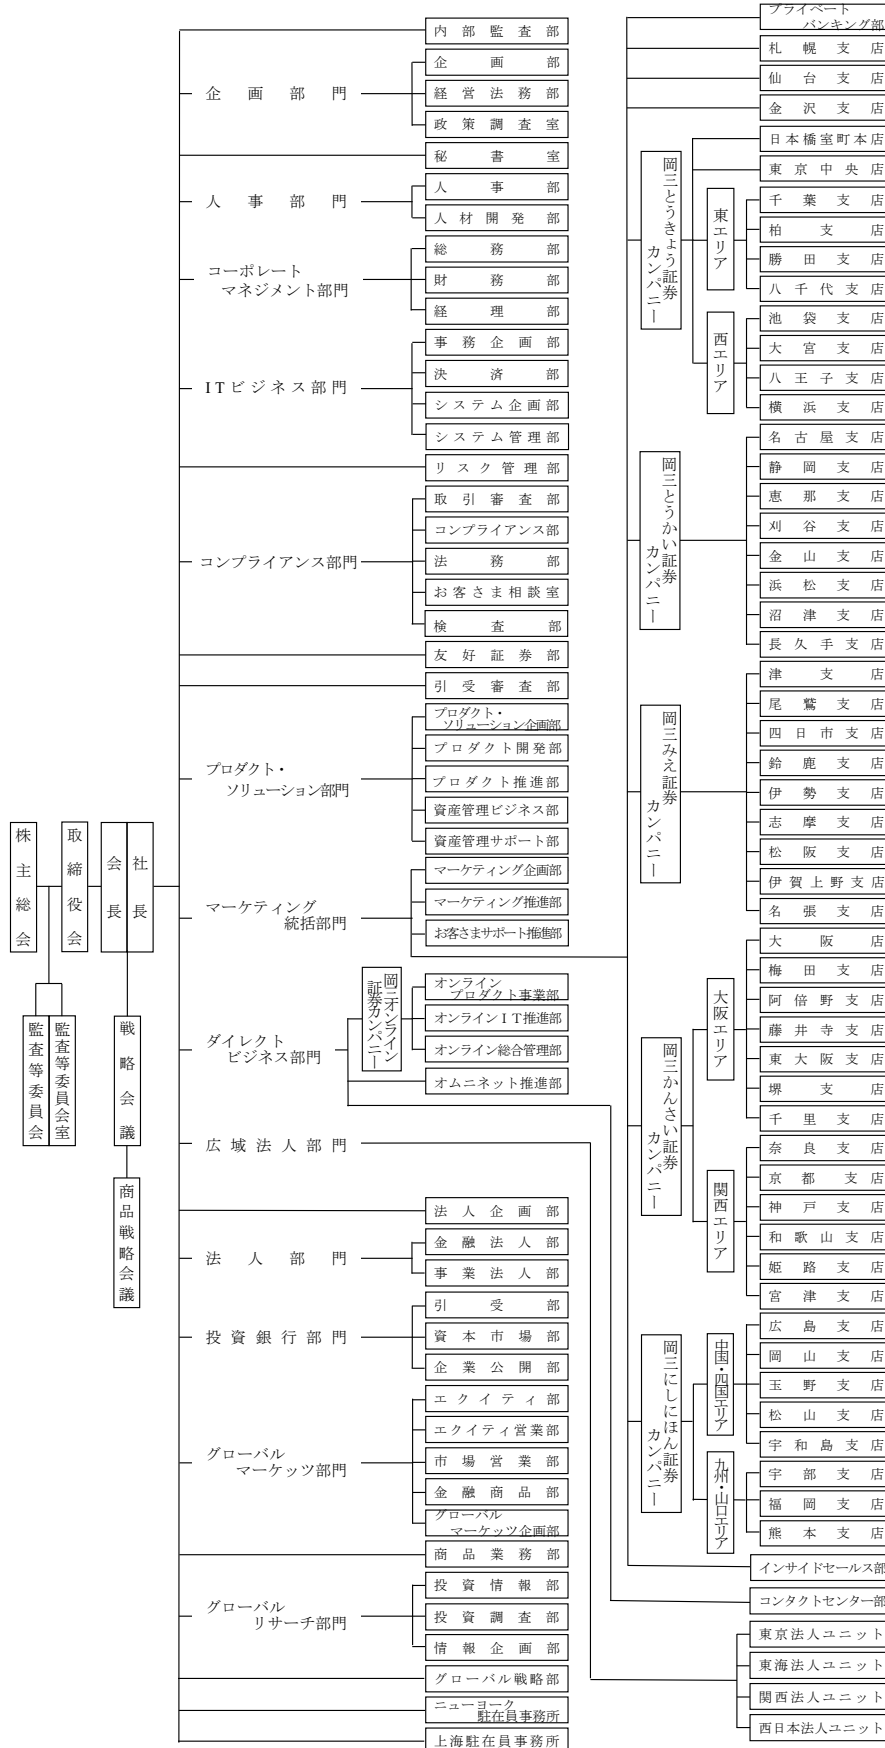 株主総会
取締役会
会長
社長
監査等委員会
監査等委員会室
戦略会議
商品戦略会議
内部監査部
企画部門
企画部
経営法務部
政策調査室
秘書室
人事部門
人事部
人材開発部
コーポレート
マネジメント部門
総務部
財務部
経理部
ITビジネス部門
事務企画部
決済部
システム企画部
システム管理部
リスク管理部
コンプライアンス部門
取引審査部
コンプライアンス部
法務部
お客さま相談室
検査部
友好証券部
引受審査部
プロダクト・
ソリューション部門
プロダクト・
ソリューション企画部
プロダクト開発部
プロダクト推進部
資産管理ビジネス部
資産管理サポート部
マーケティング
統括部門
マーケティング企画部
マーケティング推進部
お客さまサポート推進部
ダイレクト
ビジネス部門
岡三オンライン
証券カンパニー
オンライン
プロダクト事業部
オンラインIT推進部
オンライン総合管理部
オムニネット推進部
広域法人部門
法人企画部
法人部門
金融法人部
事業法人部
投資銀行部門
引受部
資本市場部
企業公開部
グローバル
マーケッツ部門
エクイティ部
エクイティ営業部
市場営業部
金融商品部
グローバル
マーケッツ企画部
商品業務部
グローバル
リサーチ部門
投資情報部
投資調査部
情報企画部
グローバル戦略部
ニューヨーク
駐在員事務所
上海駐在員事務所
プライベート
バンキング部
札幌支店
仙台支店
金沢支店
岡三とうきょう証券
カンパニー
日本橋室町本店
東京中央店
東エリア
千葉支店
柏支店
勝田支店
八千代支店
西エリア
池袋支店
大宮支店
八王子支店
横浜支店
岡三とうかい証券
カンパニー
名古屋支店
静岡支店
恵那支店
刈谷支店
金山支店
浜松支店
沼津支店
長久手支店
岡三みえ証券
カンパニー
津支店
尾鷲支店
四日市支店
鈴鹿支店
伊勢支店
志摩支店
松阪支店
伊賀上野支店
名張支店
岡三かんさい証券
カンパニー
大阪エリア
大阪店
梅田支店
阿倍野支店
藤井寺支店
東大阪支店
堺支店
千里支店
関西エリア
奈良支店
京都支店
神戸支店
和歌山支店
姫路支店
宮津支店
岡三にしにほん証券
カンパニー
中国・四国エリア
広島支店
岡山支店
玉野支店
松山支店
宇和島支店
九州・山口エリア
宇部支店
福岡支店
熊本支店
インサイドセールス部
コンタクトセンター部
東京法人ユニット
東海法人ユニット
関西法人ユニット
西日本法人ユニット